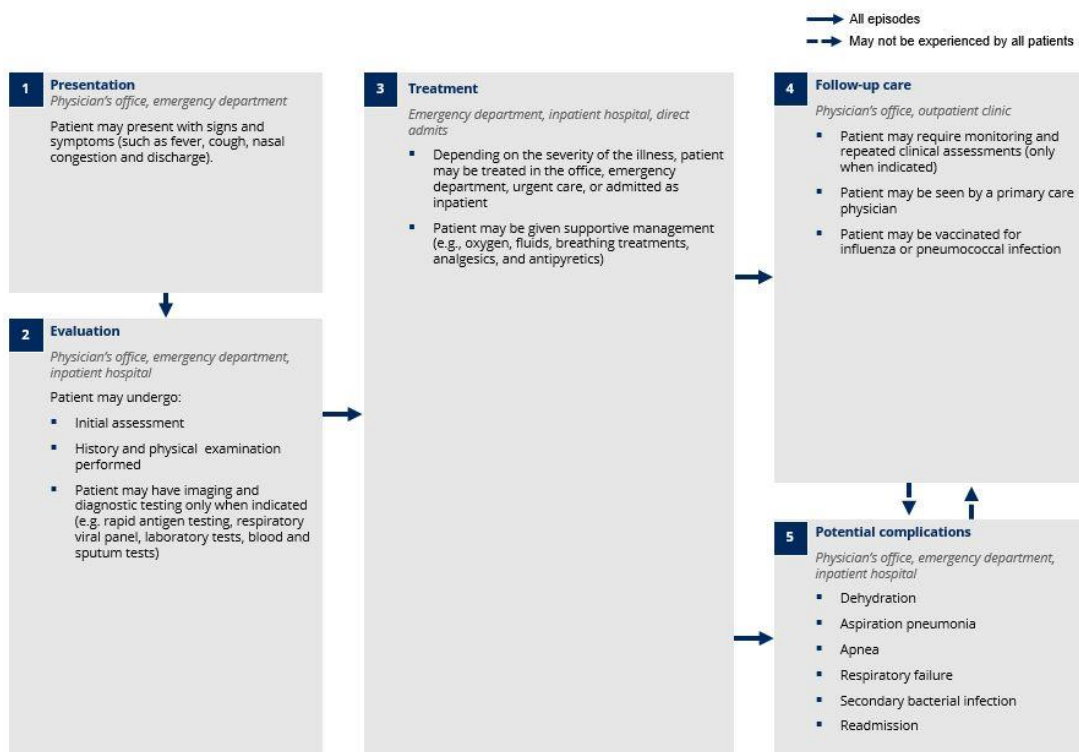 All episodes
May not be experienced by all patients
1 Presentation
Physician's office, emergency department
Patient may present with signs and
symptoms (such as fever, cough, nasal
congestion and discharge).
2 Evaluation
Physician's office, emergency department,
inpatient hospital
Patient may undergo:
▪ Initial assessment
▪ History and physical examination
performed
▪ Patient may have imaging and
diagnostic testing only when indicated
(e.g. rapid antigen testing, respiratory
viral panel, laboratory tests, blood and
sputum tests)
3 Treatment
Emergency department, inpatient hospital, direct
admits
▪ Depending on the severity of the illness, patient
may be treated in the office, emergency
department, urgent care, or admitted as
inpatient
▪ Patient may be given supportive management
(e.g., oxygen, fluids, breathing treatments,
analgesics, and antipyretics)
4 Follow-up care
Physician's office, outpatient clinic
▪ Patient may require monitoring and
repeated clinical assessments (only
when indicated)
▪ Patient may be seen by a primary care
physician
▪ Patient may be vaccinated for
influenza or pneumococcal infection
5 Potential complications
Physician's office, emergency department,
inpatient hospital
▪ Dehydration
▪ Aspiration pneumonia
▪ Apnea
▪ Respiratory failure
▪ Secondary bacterial infection
▪ Readmission